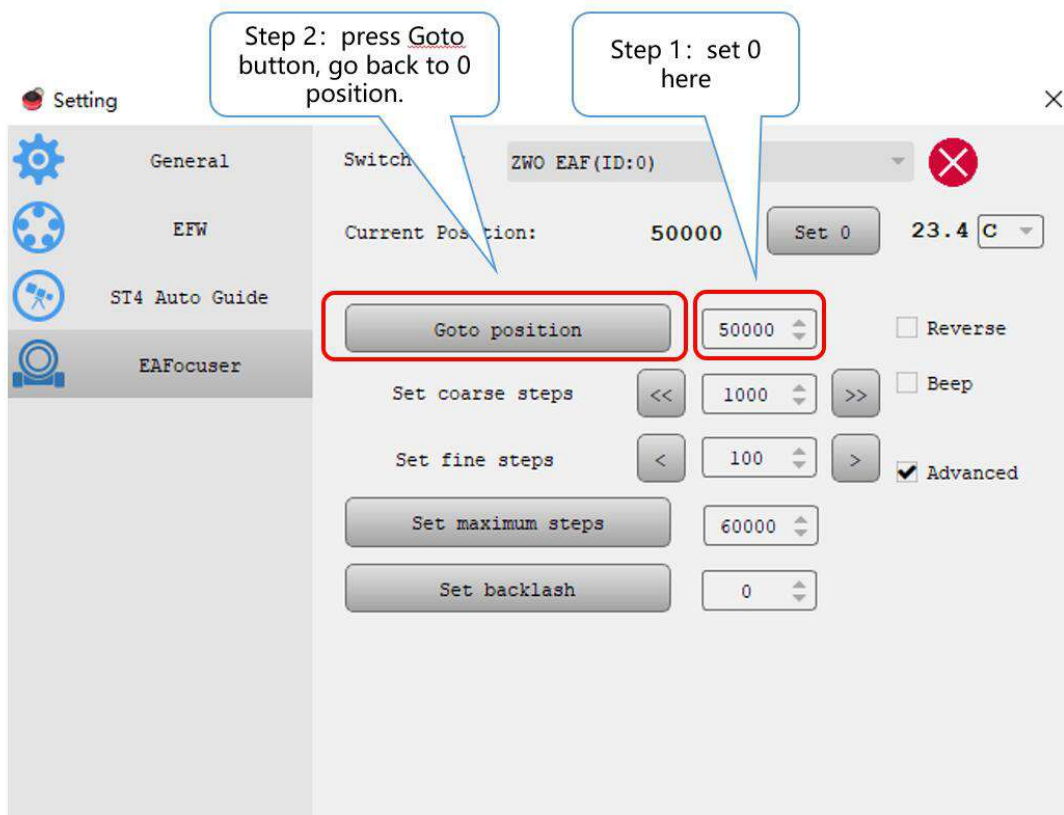 Step 2：press Goto
button, go back to 0
position.
Step 1：set 0
here
Setting
General
Switch
ZWO EAF(ID:0)
EFW
Current Position:
50000
Set 0
23.4
C
ST4 Auto Guide
Goto position
50000
Reverse
EAFocuser
Set coarse steps
<<
1000
>>
Beep
Set fine steps
<
100
>
Advanced
Set maximum steps
60000
Set backlash
0